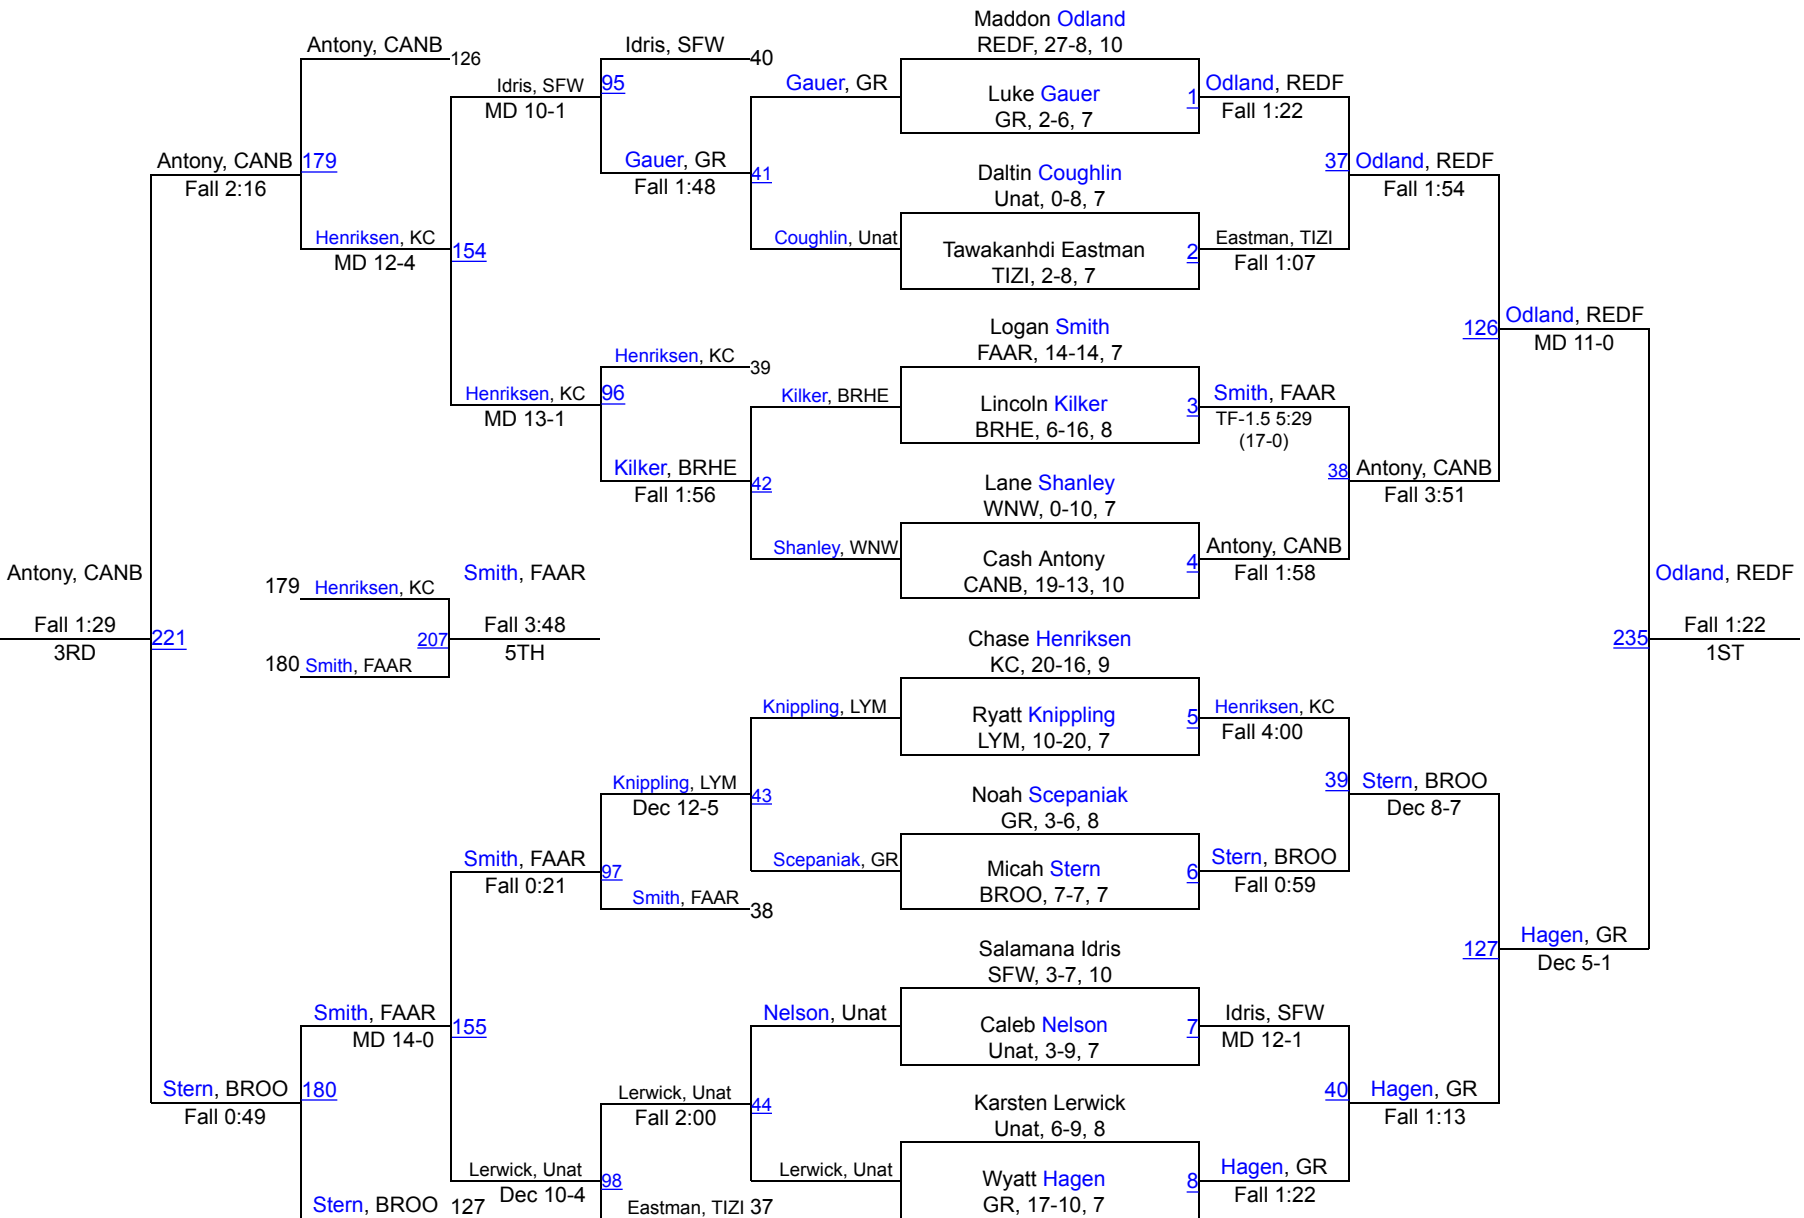 Maddon Odland
REDF, 27-8, 10
Antony, CANB
126
Idris, SFW
40
Idris, SFW
MD 10-1
95
Gauer, GR
Luke Gauer
GR, 2-6, 7
1
Odland, REDF
Fall 1:22
Antony, CANB
Fall 2:16
179
Gauer, GR
Fall 1:48
41
Daltin Coughlin
Unat, 0-8, 7
37
Odland, REDF
Fall 1:54
Henriksen, KC
MD 12-4
154
Coughlin, Unat
Tawakanhdi Eastman
TIZI, 2-8, 7
2
Eastman, TIZI
Fall 1:07
Logan Smith
FAAR, 14-14, 7
126
Odland, REDF
MD 11-0
Henriksen, KC
39
Henriksen, KC
MD 13-1
96
Kilker, BRHE
Lincoln Kilker
BRHE, 6-16, 8
3
Smith, FAAR
TF-1.5 5:29
(17-0)
Kilker, BRHE
Fall 1:56
42
Lane Shanley
WNW, 0-10, 7
38
Antony, CANB
Fall 3:51
Shanley, WNW
Cash Antony
CANB, 19-13, 10
4
Antony, CANB
Fall 1:58
Antony, CANB
Fall 1:29
3RD
221
179
Henriksen, KC
180
Smith, FAAR
207
Smith, FAAR
Fall 3:48
5TH
Odland, REDF
235
Fall 1:22
1ST
Chase Henriksen
KC, 20-16, 9
Knippling, LYM
Ryatt Knippling
LYM, 10-20, 7
5
Henriksen, KC
Fall 4:00
Knippling, LYM
Dec 12-5
43
Noah Scepaniak
GR, 3-6, 8
39
Stern, BROO
Dec 8-7
Smith, FAAR
Fall 0:21
97
Scepaniak, GR
Micah Stern
BROO, 7-7, 7
6
Stern, BROO
Fall 0:59
Smith, FAAR
38
Salamana Idris
SFW, 3-7, 10
127
Hagen, GR
Dec 5-1
Smith, FAAR
MD 14-0
155
Nelson, Unat
Caleb Nelson
Unat, 3-9, 7
7
Idris, SFW
MD 12-1
Stern, BROO
Fall 0:49
180
Lerwick, Unat
Fall 2:00
44
Karsten Lerwick
Unat, 6-9, 8
40
Hagen, GR
Fall 1:13
Lerwick, Unat
Dec 10-4
98
Lerwick, Unat
Wyatt Hagen
GR, 17-10, 7
8
Hagen, GR
Fall 1:22
Stern, BROO
127
Eastman, TIZI
37